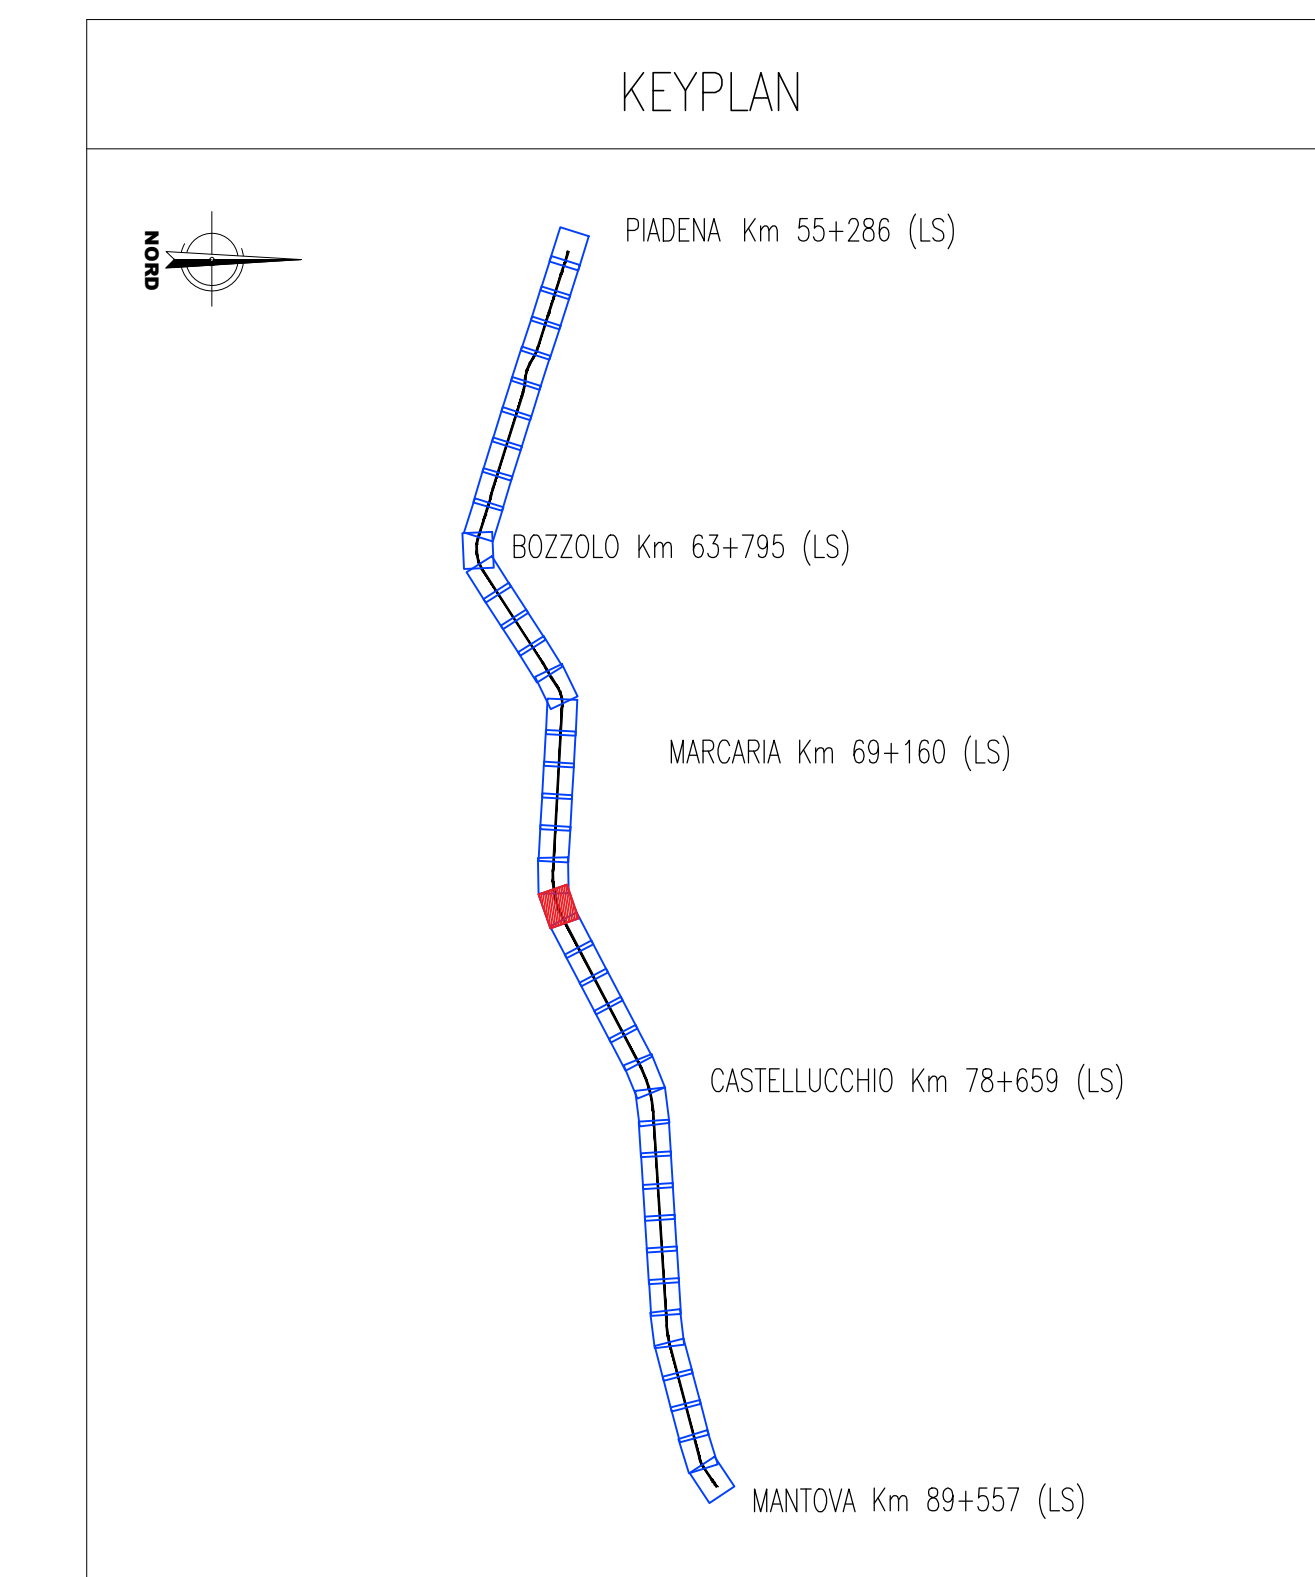 KEYPLAN
NORD
PIADENA Km 55+286 (LS)
BOZZOLO Km 63+795 (LS)
MARCARIA Km 69+160 (LS)
CASTELLUCCHIO Km 78+659 (LS)
MANTOVA Km 89+557 (LS)